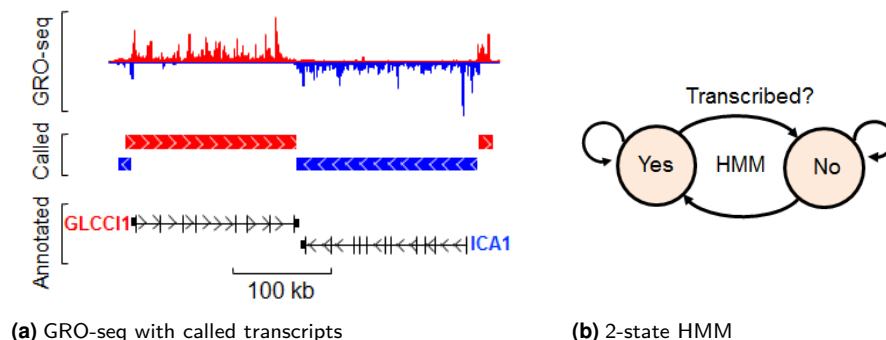 GRO-seq
Called
Annotated
GLCCI1
ICA1
100 kb
(a) GRO-seq with called transcripts
Transcribed?
Yes
HMM
No
(b) 2-state HMM